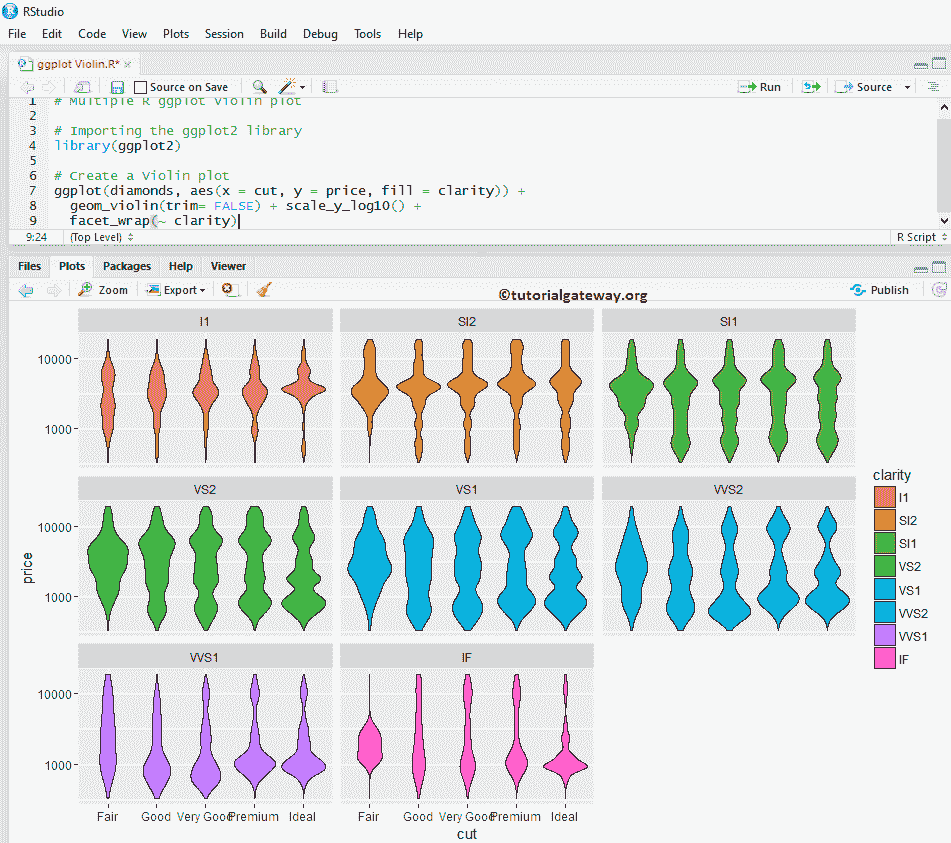 RStudio
File Edit Code View Plots Session Build Debug Tools Help
ggplot Violin.R*
Source on Save Run Source
1 # Multiple R ggplot Violin plot
2
3 # Importing the ggplot2 library
4 library(ggplot2)
5
6 # Create a Violin plot
7 ggplot(diamonds, aes(x = cut, y = price, fill = clarity)) +
8 geom_violin(trim= FALSE) + scale_y_log10() +
9 facet_wrap(~ clarity)
9:24 (Top Level) R Script
Files Plots Packages Help Viewer
Zoom Export Publish
©tutorialgateway.org
I1 SI2 SI1
10000
1000
VS2 VS1 VVS2
10000
1000
VVS1 IF
10000
1000
price
Fair Good Very Good Premium Ideal Fair Good Very Good Premium Ideal
cut
clarity
I1
SI2
SI1
VS2
VS1
VVS2
VVS1
IF